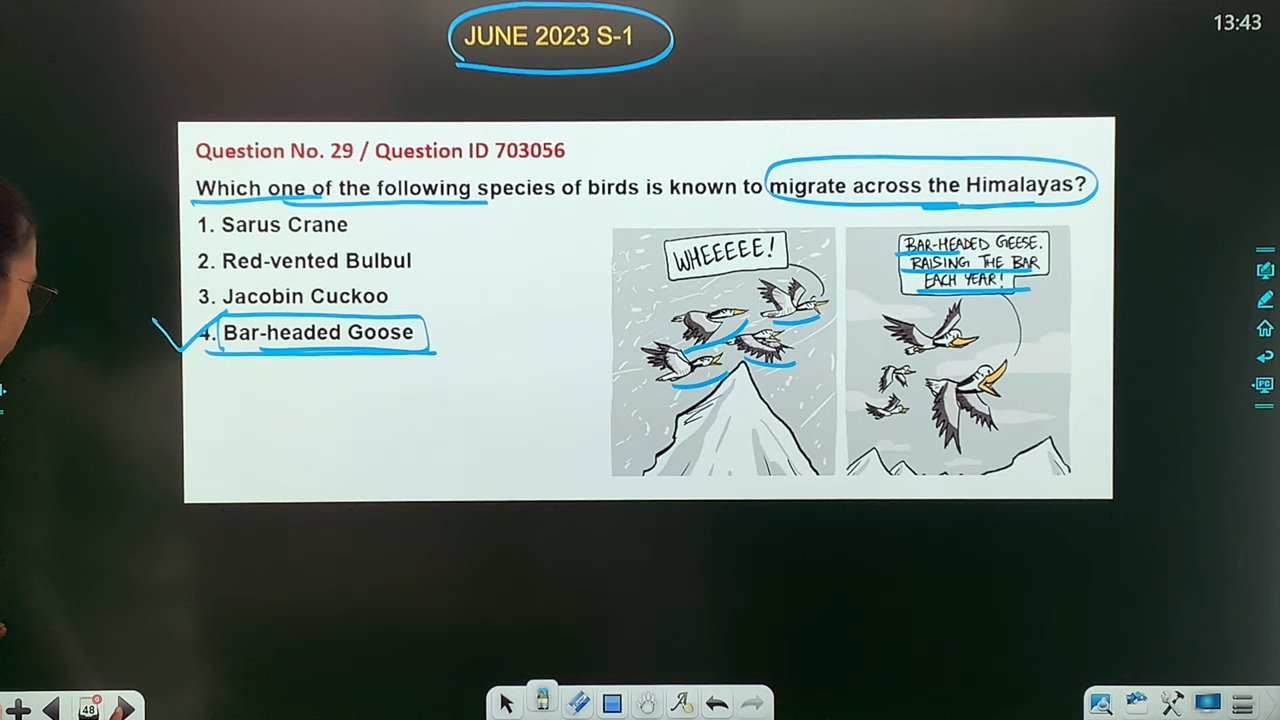 JUNE 2023 S-1
13:43
Question No. 29 / Question ID 703056
Which one of the following species of birds is known to migrate across the Himalayas?
1. Sarus Crane
2. Red-vented Bulbul
3. Jacobin Cuckoo
4. Bar-headed Goose
WHEEEEE!
BAR-HEADED GEESE.
RAISING THE BAR
EACH YEAR!
PC
48